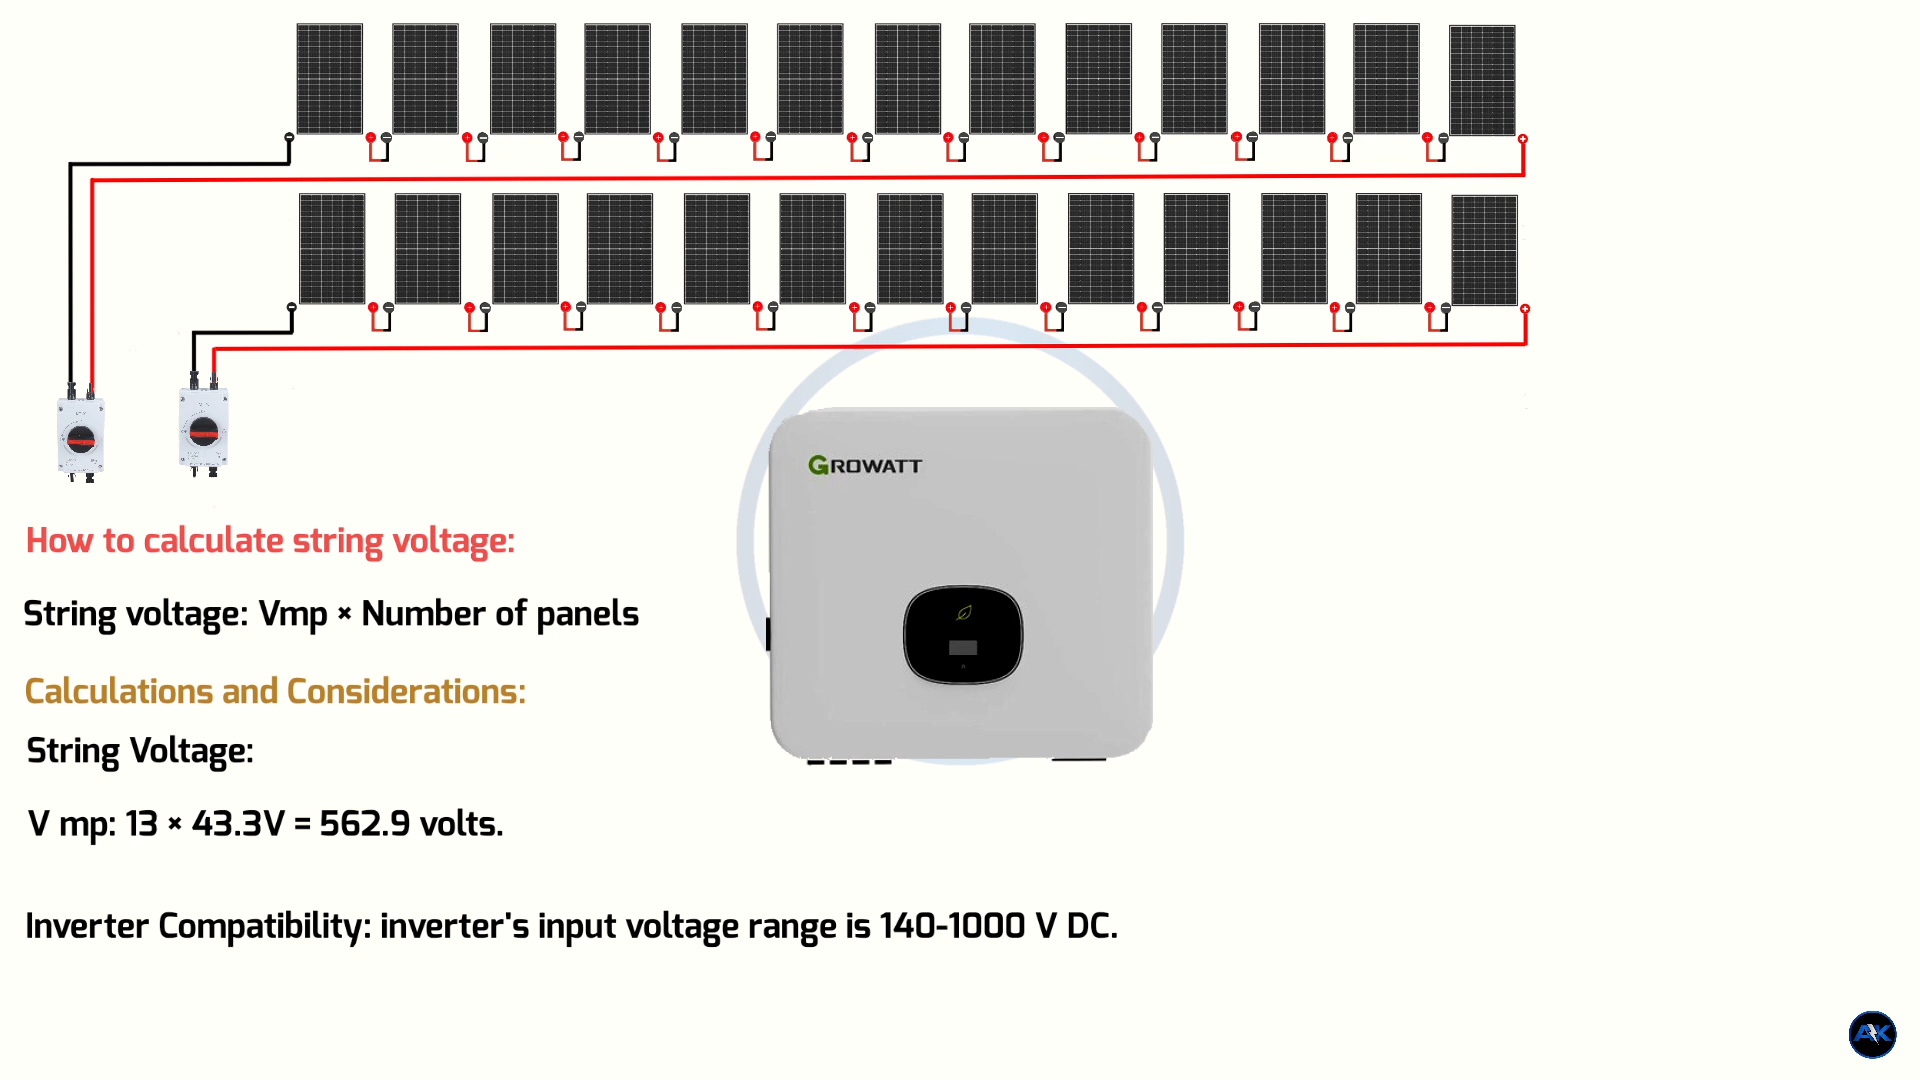 GROWATT
How to calculate string voltage:
String voltage: Vmp × Number of panels
Calculations and Considerations:
String Voltage:
V mp: 13 × 43.3V = 562.9 volts.
Inverter Compatibility: inverter's input voltage range is 140-1000 V DC.
AK